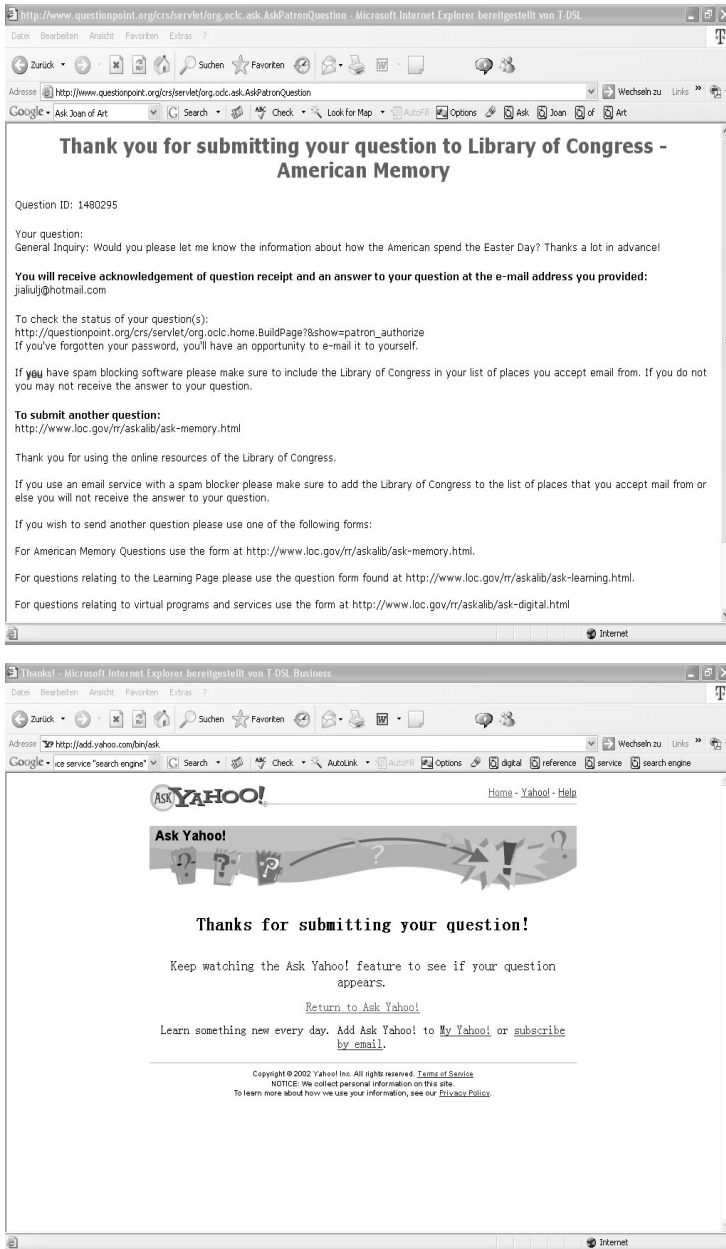 http://www.questionpoint.org/crs/servlet/org.oclc.ask.AskPatronQuestion - Microsoft Internet Explorer bereitgestellt von T-DSL
Datei Bearbeiten Ansicht Favoriten Extras ?
Zurück Suchen Favoriten
Adresse http://www.questionpoint.org/crs/servlet/org.oclc.ask.AskPatronQuestion Wechseln zu Links »
Google Ask Joan of Art Search Check Look for Map AutoFill Options Ask Joan of Art
Thank you for submitting your question to Library of Congress -
American Memory
Question ID: 1480295
Your question:
General Inquiry: Would you please let me know the information about how the American spend the Easter Day? Thanks a lot in advance!
You will receive acknowledgement of question receipt and an answer to your question at the e-mail address you provided:
jialiulj@hotmail.com
To check the status of your question(s):
http://questionpoint.org/crs/servlet/org.oclc.home.BuildPage?&show=patron_authorize
If you've forgotten your password, you'll have an opportunity to e-mail it to yourself.
If you have spam blocking software please make sure to include the Library of Congress in your list of places you accept email from. If you do not
you may not receive the answer to your question.
To submit another question:
http://www.loc.gov/rr/askalib/ask-memory.html
Thank you for using the online resources of the Library of Congress.
If you use an email service with a spam blocker please make sure to add the Library of Congress to the list of places that you accept mail from or
else you will not receive the answer to your question.
If you wish to send another question please use one of the following forms:
For American Memory Questions use the form at http://www.loc.gov/rr/askalib/ask-memory.html.
For questions relating to the Learning Page please use the question form found at http://www.loc.gov/rr/askalib/ask-learning.html.
For questions relating to virtual programs and services use the form at http://www.loc.gov/rr/askalib/ask-digital.html
Internet
Thanks! - Microsoft Internet Explorer bereitgestellt von T-DSL Business
Datei Bearbeiten Ansicht Favoriten Extras ?
Zurück Suchen Favoriten
Adresse http://add.yahoo.com/bin/ask Wechseln zu Links »
Google ice service "search engine" Search Check AutoLink AutoFill Options digital reference service search engine
ASK YAHOO! Home - Yahoo! - Help
Ask Yahoo!
Thanks for submitting your question!
Keep watching the Ask Yahoo! feature to see if your question
appears.
Return to Ask Yahoo!
Learn something new every day. Add Ask Yahoo! to My Yahoo! or subscribe
by email.
Copyright © 2002 Yahoo! Inc. All rights reserved. Terms of Service
NOTICE: We collect personal information on this site.
To learn more about how we use your information, see our Privacy Policy.
Internet